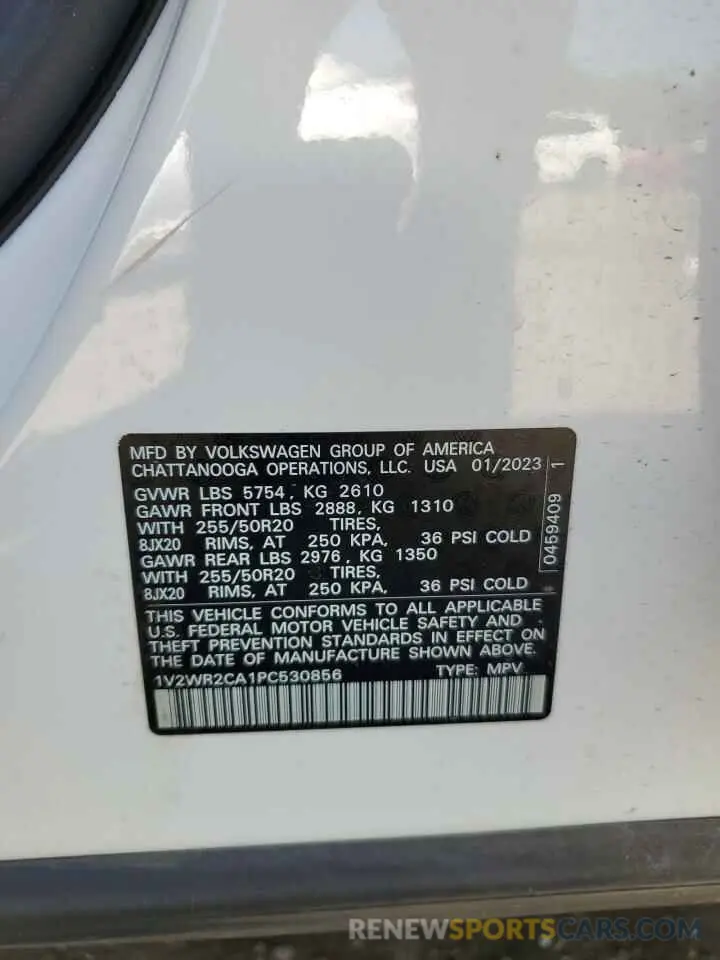 MFD BY VOLKSWAGEN GROUP OF AMERICA
CHATTANOOGA OPERATIONS, LLC. USA 01/2023 1
GVWR LBS 5754, KG 2610
GAWR FRONT LBS 2888, KG 1310
WITH 255/50R20 TIRES,
8JX20 RIMS, AT 250 KPA, 36 PSI COLD
GAWR REAR LBS 2976, KG 1350
WITH 255/50R20 TIRES,
8JX20 RIMS, AT 250 KPA, 36 PSI COLD
0459409
THIS VEHICLE CONFORMS TO ALL APPLICABLE
U.S. FEDERAL MOTOR VEHICLE SAFETY AND
THEFT PREVENTION STANDARDS IN EFFECT ON
THE DATE OF MANUFACTURE SHOWN ABOVE.
1V2WR2CA1PC530856 TYPE: MPV
RENEWSPORTSCARS.COM